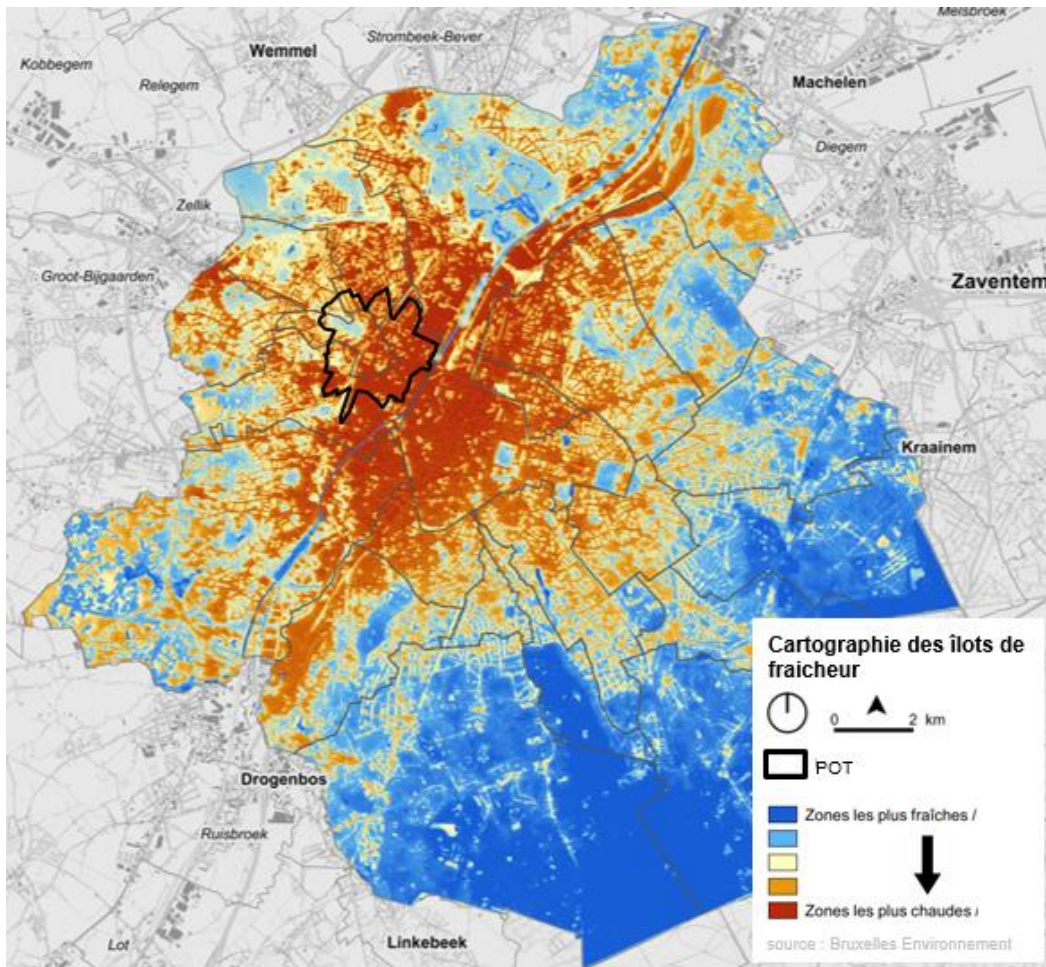 Meisbroek
Strombeek-Bever
Wemmel
Kobbegem
Relegem
Machelen
Diegem
Zellik
Groot-Bijgaarden
Zaventem
Kraainem
Drogenbos
Ruisbroek
Lot
Linkebeek
Cartographie des îlots de
fraicheur
0 2 km
POT
Zones les plus fraîches /
Zones les plus chaudes /
source : Bruxelles Environnement